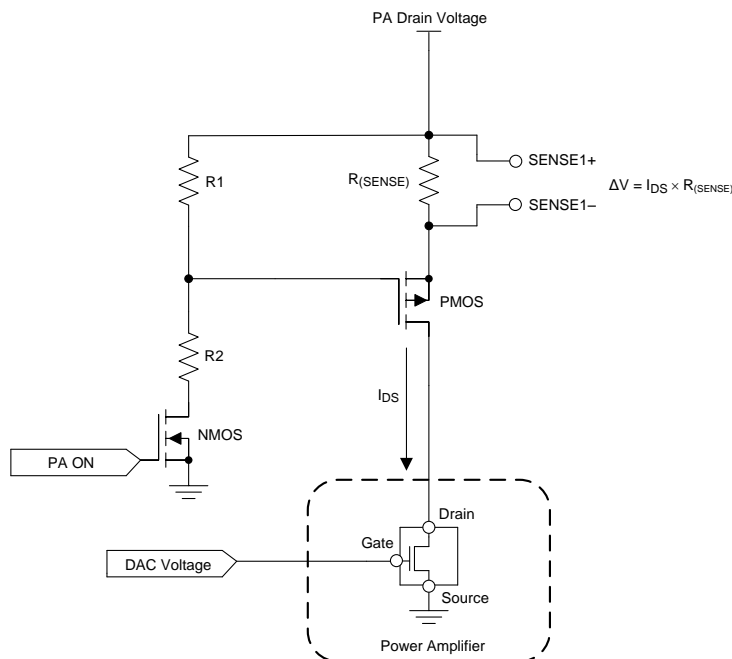 PA Drain Voltage
SENSE1+
R1
R(SENSE)
ΔV = IDS × R(SENSE)
SENSE1–
PMOS
R2
IDS
NMOS
PA ON
Drain
Gate
DAC Voltage
Source
Power Amplifier